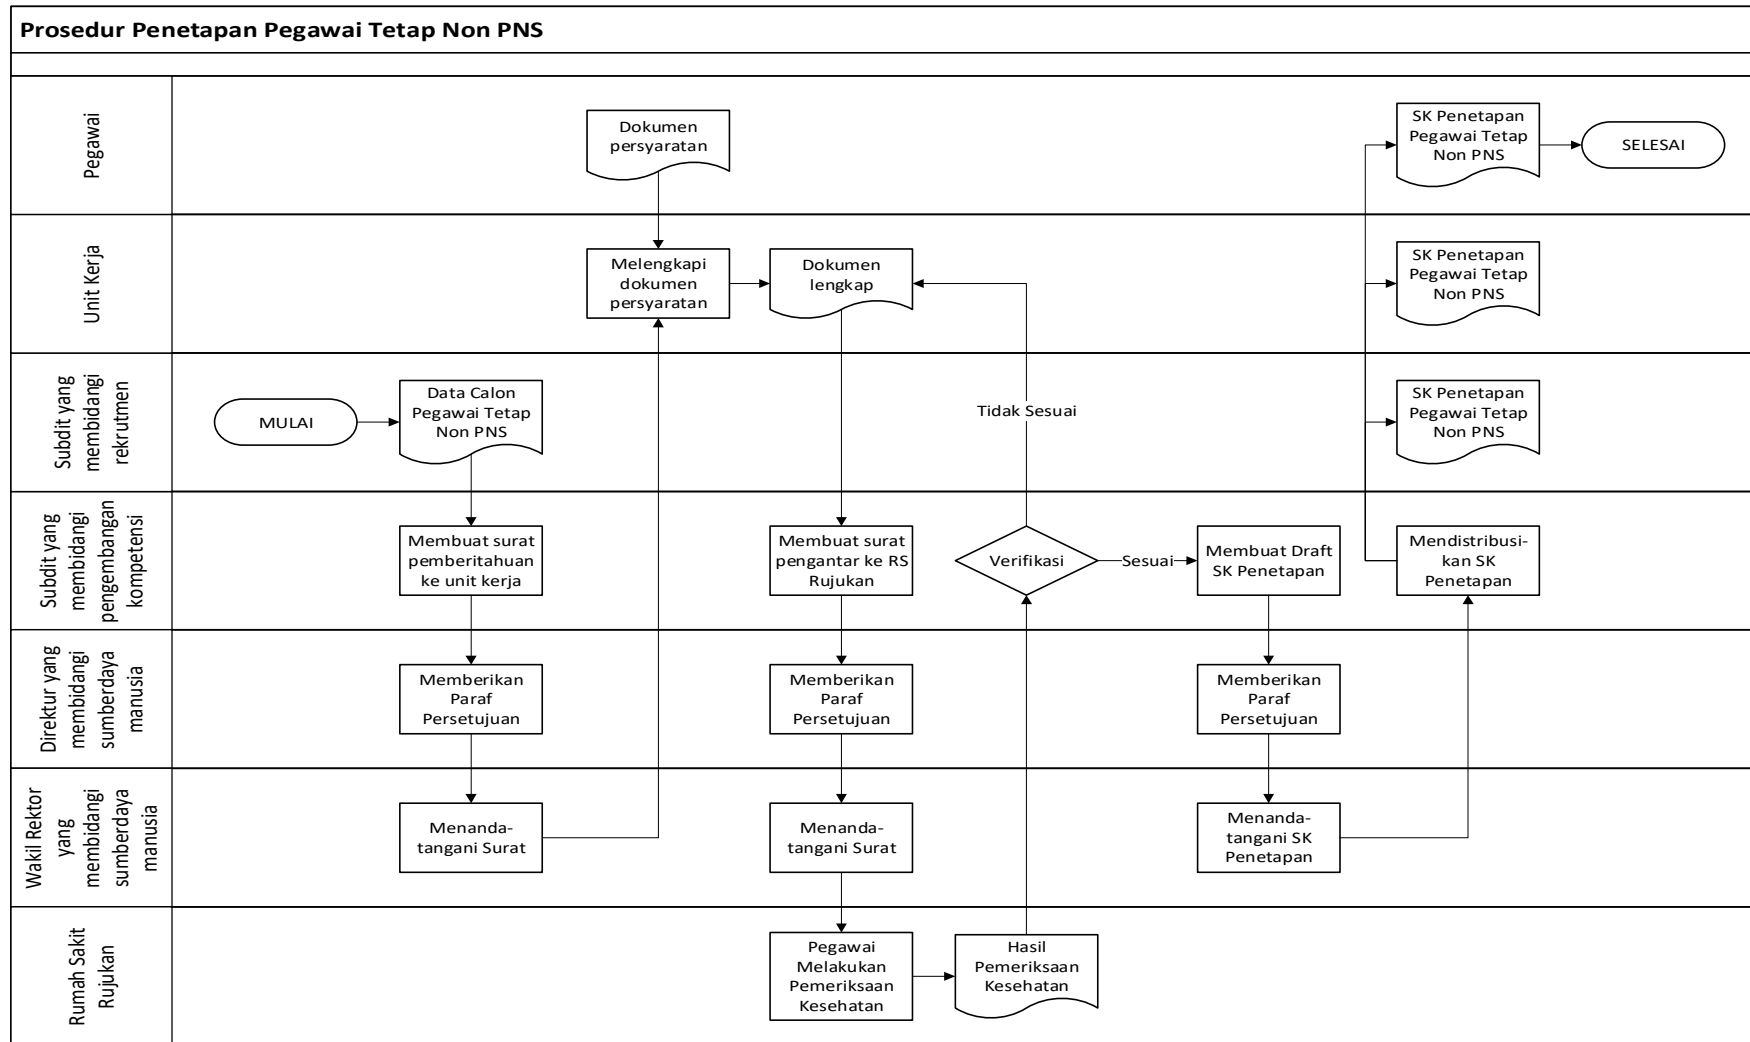 Prosedur Penetapan Pegawai Tetap Non PNS
Pegawai
Dokumen
persyaratan
SK Penetapan
Pegawai Tetap
Non PNS
SELESAI
Unit Kerja
Melengkapi
dokumen
persyaratan
Dokumen
lengkap
SK Penetapan
Pegawai Tetap
Non PNS
Subdit yang
membidangi
rekrutmen
MULAI
Data Calon
Pegawai Tetap
Non PNS
Tidak Sesuai
SK Penetapan
Pegawai Tetap
Non PNS
Subdit yang
membidangi
pengembangan
kompetensi
Membuat surat
pemberitahuan
ke unit kerja
Membuat surat
pengantar ke RS
Rujukan
Verifikasi
Sesuai
Membuat Draft
SK Penetapan
Mendistribusi-
kan SK
Penetapan
Direktur yang
membidangi
sumberdaya
manusia
Memberikan
Paraf
Persetujuan
Memberikan
Paraf
Persetujuan
Memberikan
Paraf
Persetujuan
Wakil Rektor
yang
membidangi
sumberdaya
manusia
Menanda-
tangani Surat
Menanda-
tangani Surat
Menanda-
tangani SK
Penetapan
Rumah Sakit
Rujukan
Pegawai
Melakukan
Pemeriksaan
Kesehatan
Hasil
Pemeriksaan
Kesehatan